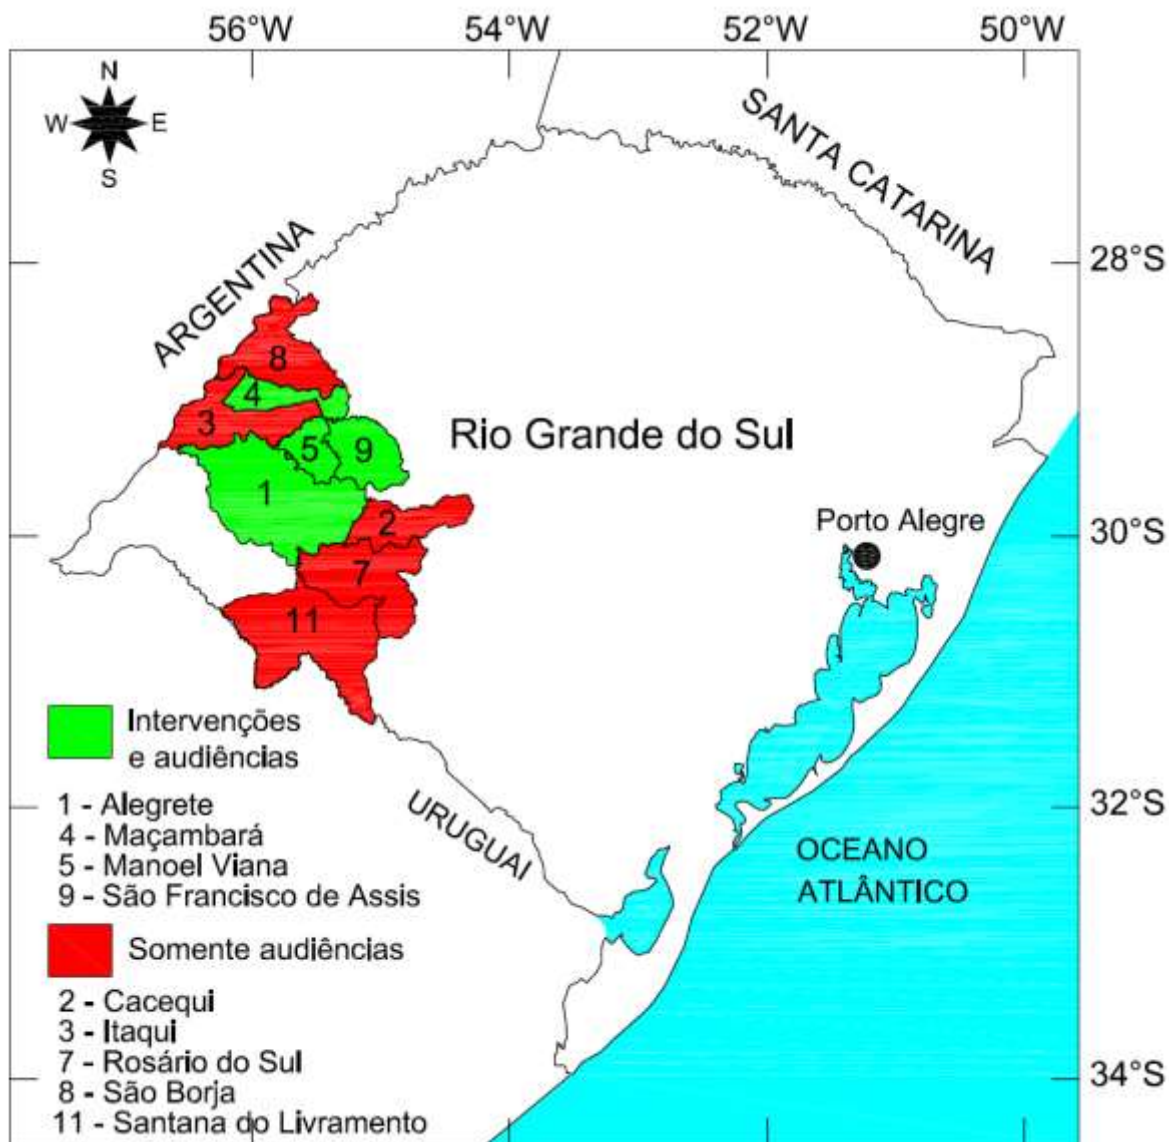 56°W 54°W 52°W 50°W
N
W E
S
SANTA CATARINA
ARGENTINA
28°S
8
4
3
5 9
Rio Grande do Sul
1
2
Porto Alegre
30°S
7
11
Intervenções
e audiências
1 - Alegrete
4 - Maçambará
5 - Manoel Viana
9 - São Francisco de Assis
URUGUAI
32°S
OCEANO
ATLÂNTICO
Somente audiências
2 - Cacequi
3 - Itaqui
7 - Rosário do Sul
8 - São Borja
11 - Santana do Livramento
34°S